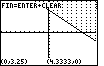 FIN=ENTER+CLEAR
(0,3.25) (4.3333,0)